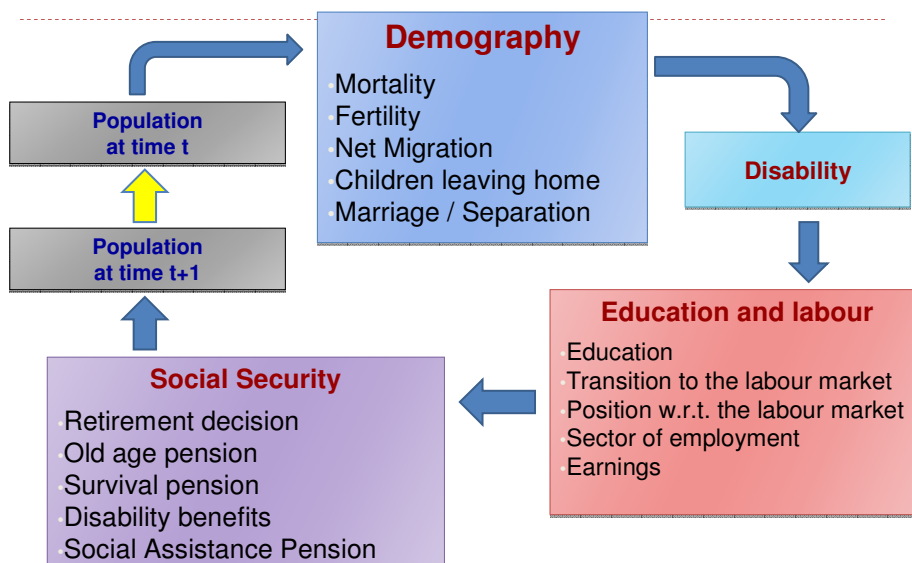 Demography
·Mortality
·Fertility
·Net Migration
·Children leaving home
·Marriage / Separation
Population
at time t
Disability
Population
at time t+1
Education and labour
·Education
·Transition to the labour market
·Position w.r.t. the labour market
·Sector of employment
·Earnings
Social Security
·Retirement decision
·Old age pension
·Survival pension
·Disability benefits
·Social Assistance Pension